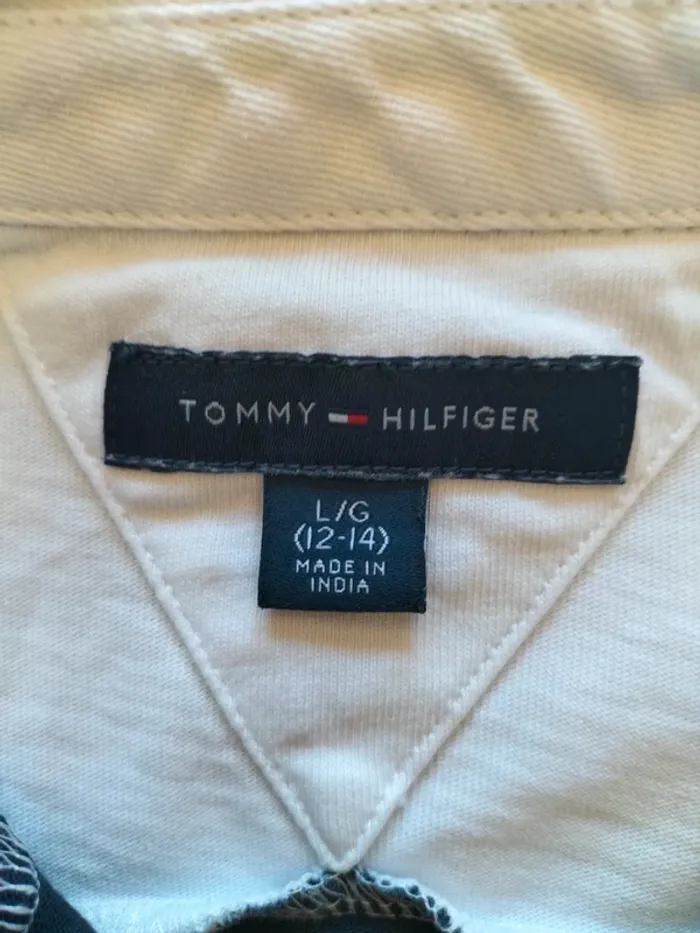 TOMMY HILFIGER
L/G
(12-14)
MADE IN
INDIA